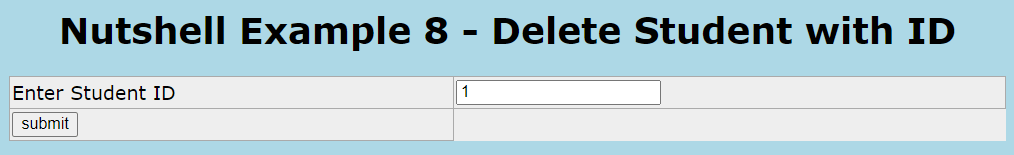 Nutshell Example 8 - Delete Student with ID
Enter Student ID 1
submit